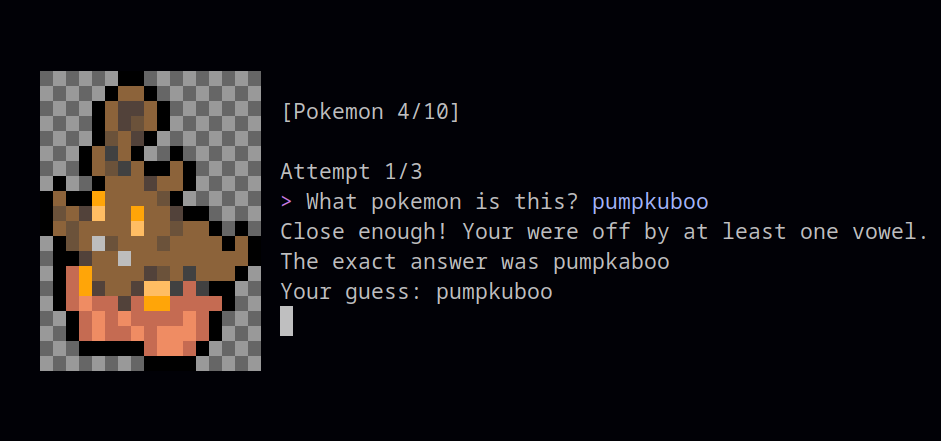 [Pokemon 4/10]
Attempt 1/3
> What pokemon is this? pumpkuboo
Close enough! Your were off by at least one vowel.
The exact answer was pumpkaboo
Your guess: pumpkuboo